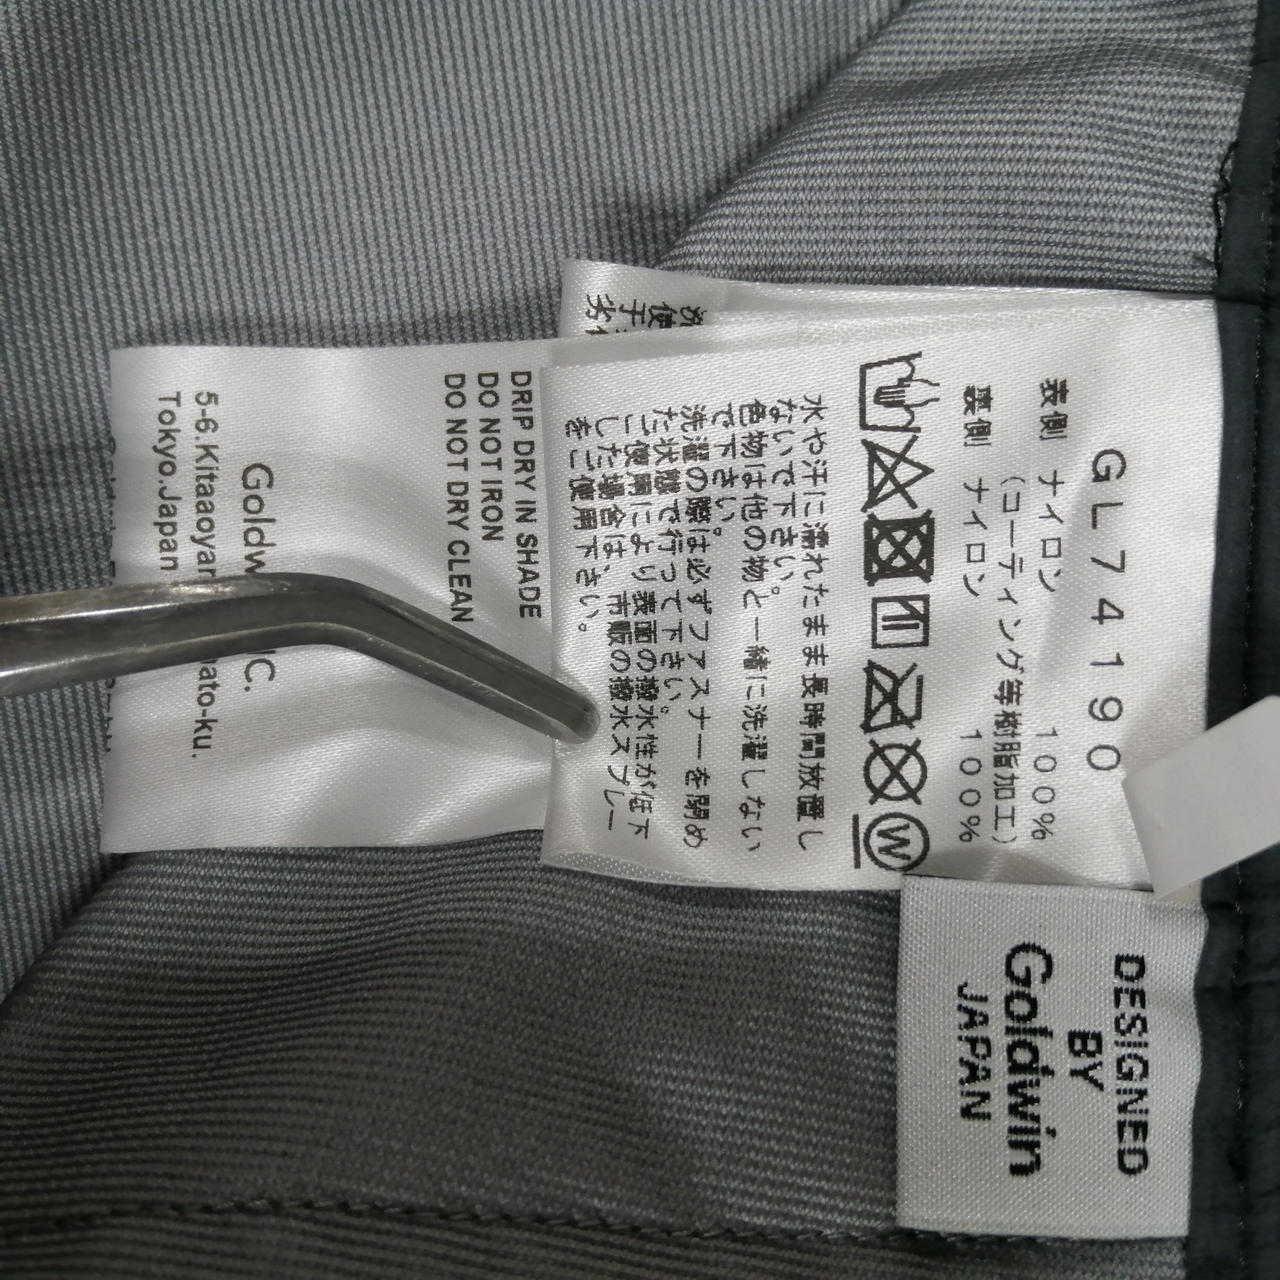 GL74190
表側 ナイロン 100%
(コーティング等樹脂加工)
裏側 ナイロン 100%
W
水や汗に濡れたまま長時間放置し
ないで下さい。
色物は他の物と一緒に洗濯しない
で下さい。
洗濯の際は必ずファスナーを閉め
た状態で行って下さい。
ご使用により表面の撥水性が低下
した場合は、市販の撥水スプレー
をご使用下さい。
DRIP DRY IN SHADE
DO NOT IRON
DO NOT DRY CLEAN
5-6.Kitaaoyam
Tokyo.Japan
DESIGNED
BY
Goldwin
JAPAN